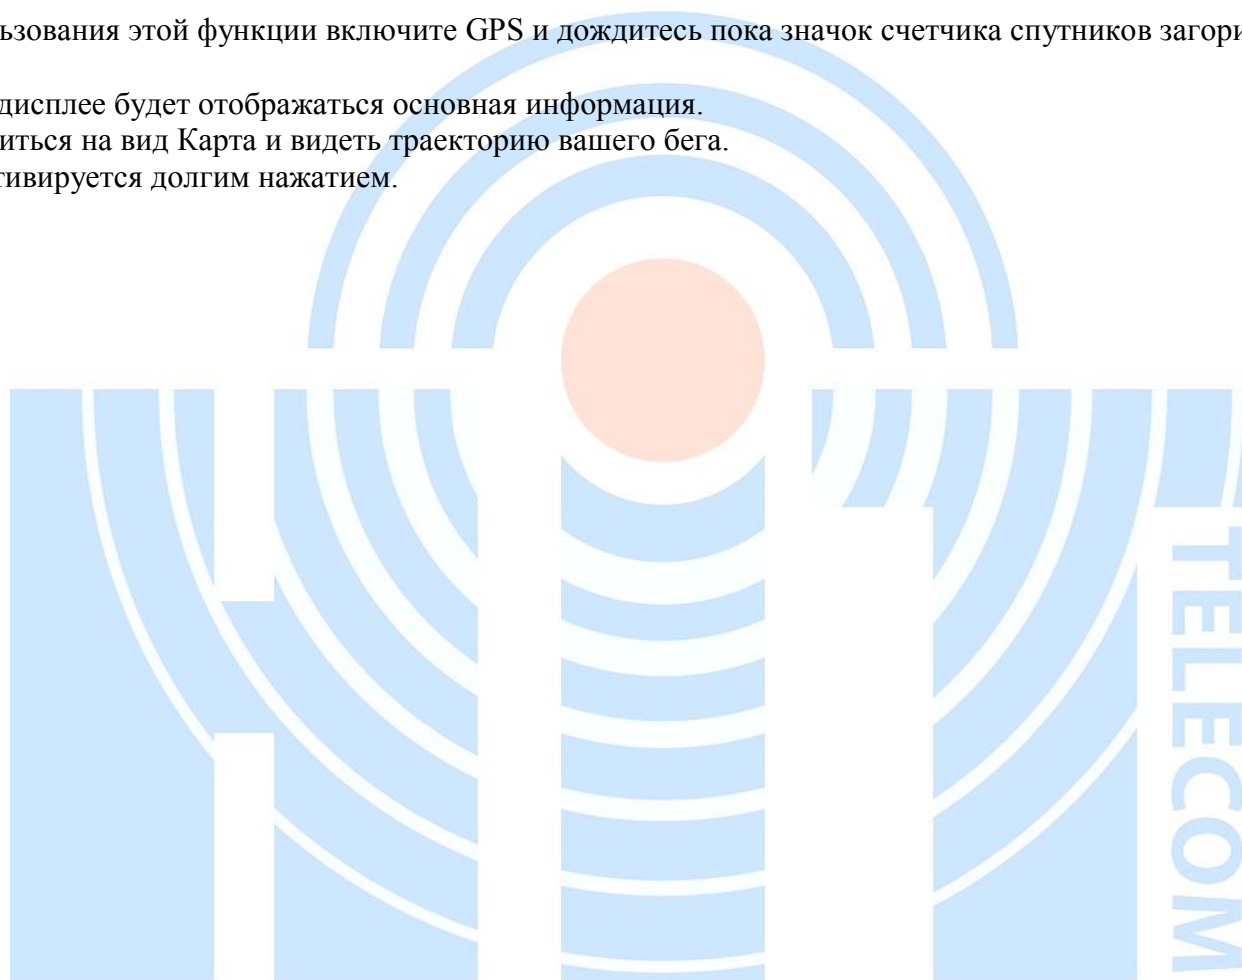 ьзования этой функции включите GPS и дождитесь пока значок счетчика спутников загори
дисплее будет отображаться основная информация.
иться на вид Карта и видеть траекторию вашего бега.
тивируется долгим нажатием.
TELECOM